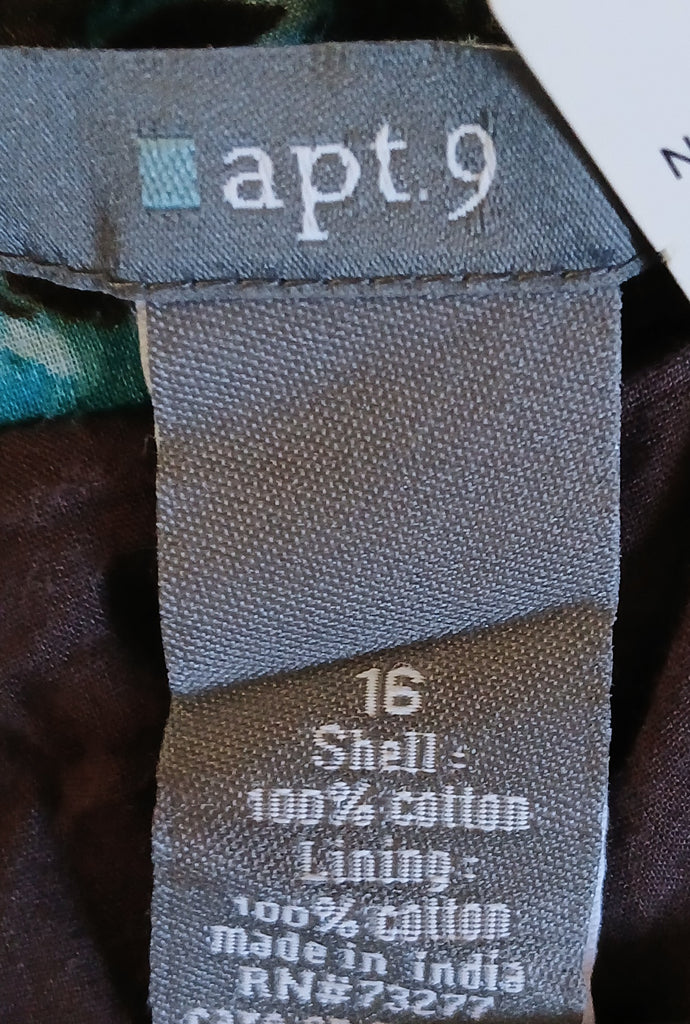 apt.9
N
16
Shell:
100% cotton
Lining:
100% cotton
made in india
RN#73277